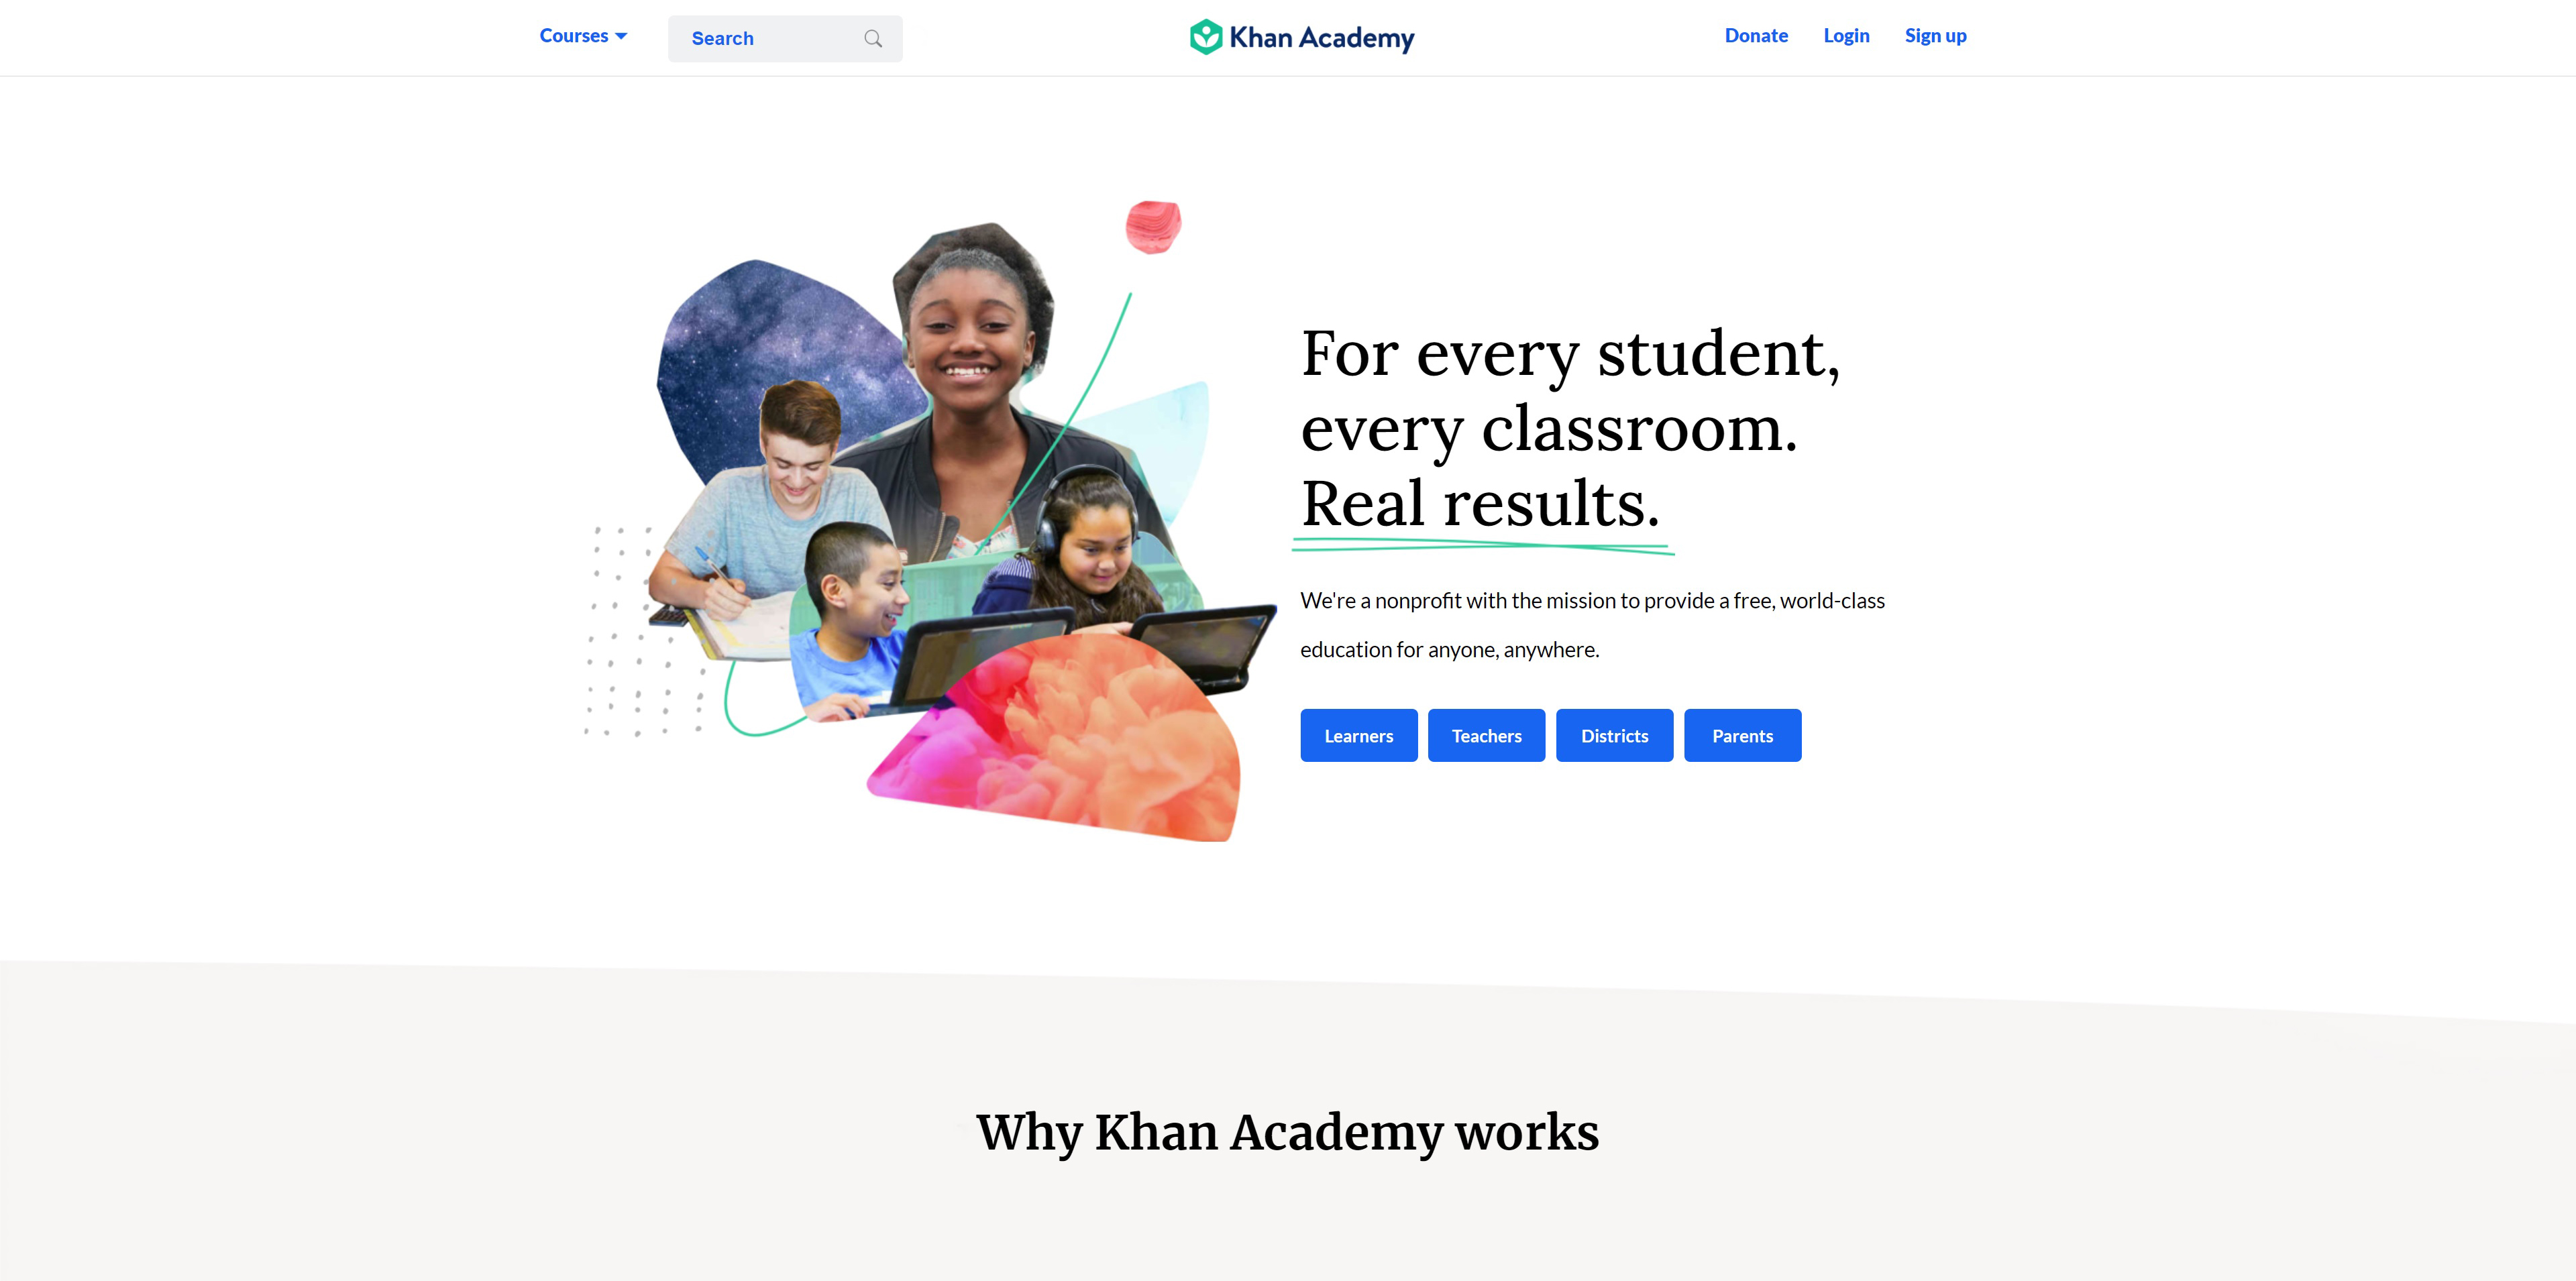 Courses
Search
Khan Academy
Donate
Login
Sign up
For every student,
every classroom.
Real results.
We're a nonprofit with the mission to provide a free, world-class
education for anyone, anywhere.
Learners
Teachers
Districts
Parents
Why Khan Academy works